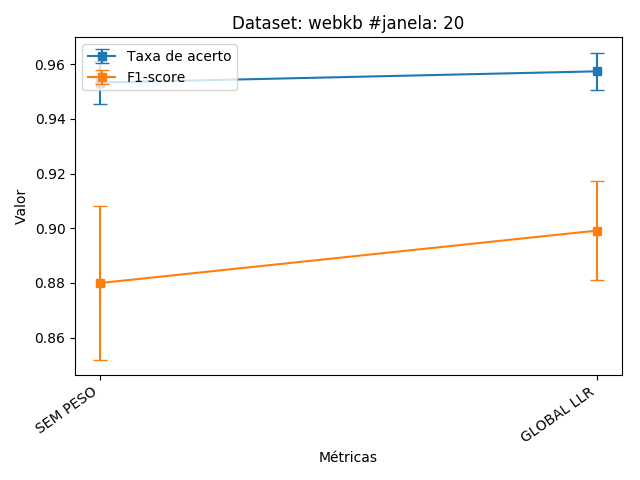 Dataset: webkb #janela: 20
Taxa de acerto
F1-score
0.96
0.94
0.92
0.90
0.88
0.86
Valor
SEM PESO
GLOBAL LLR
Métricas